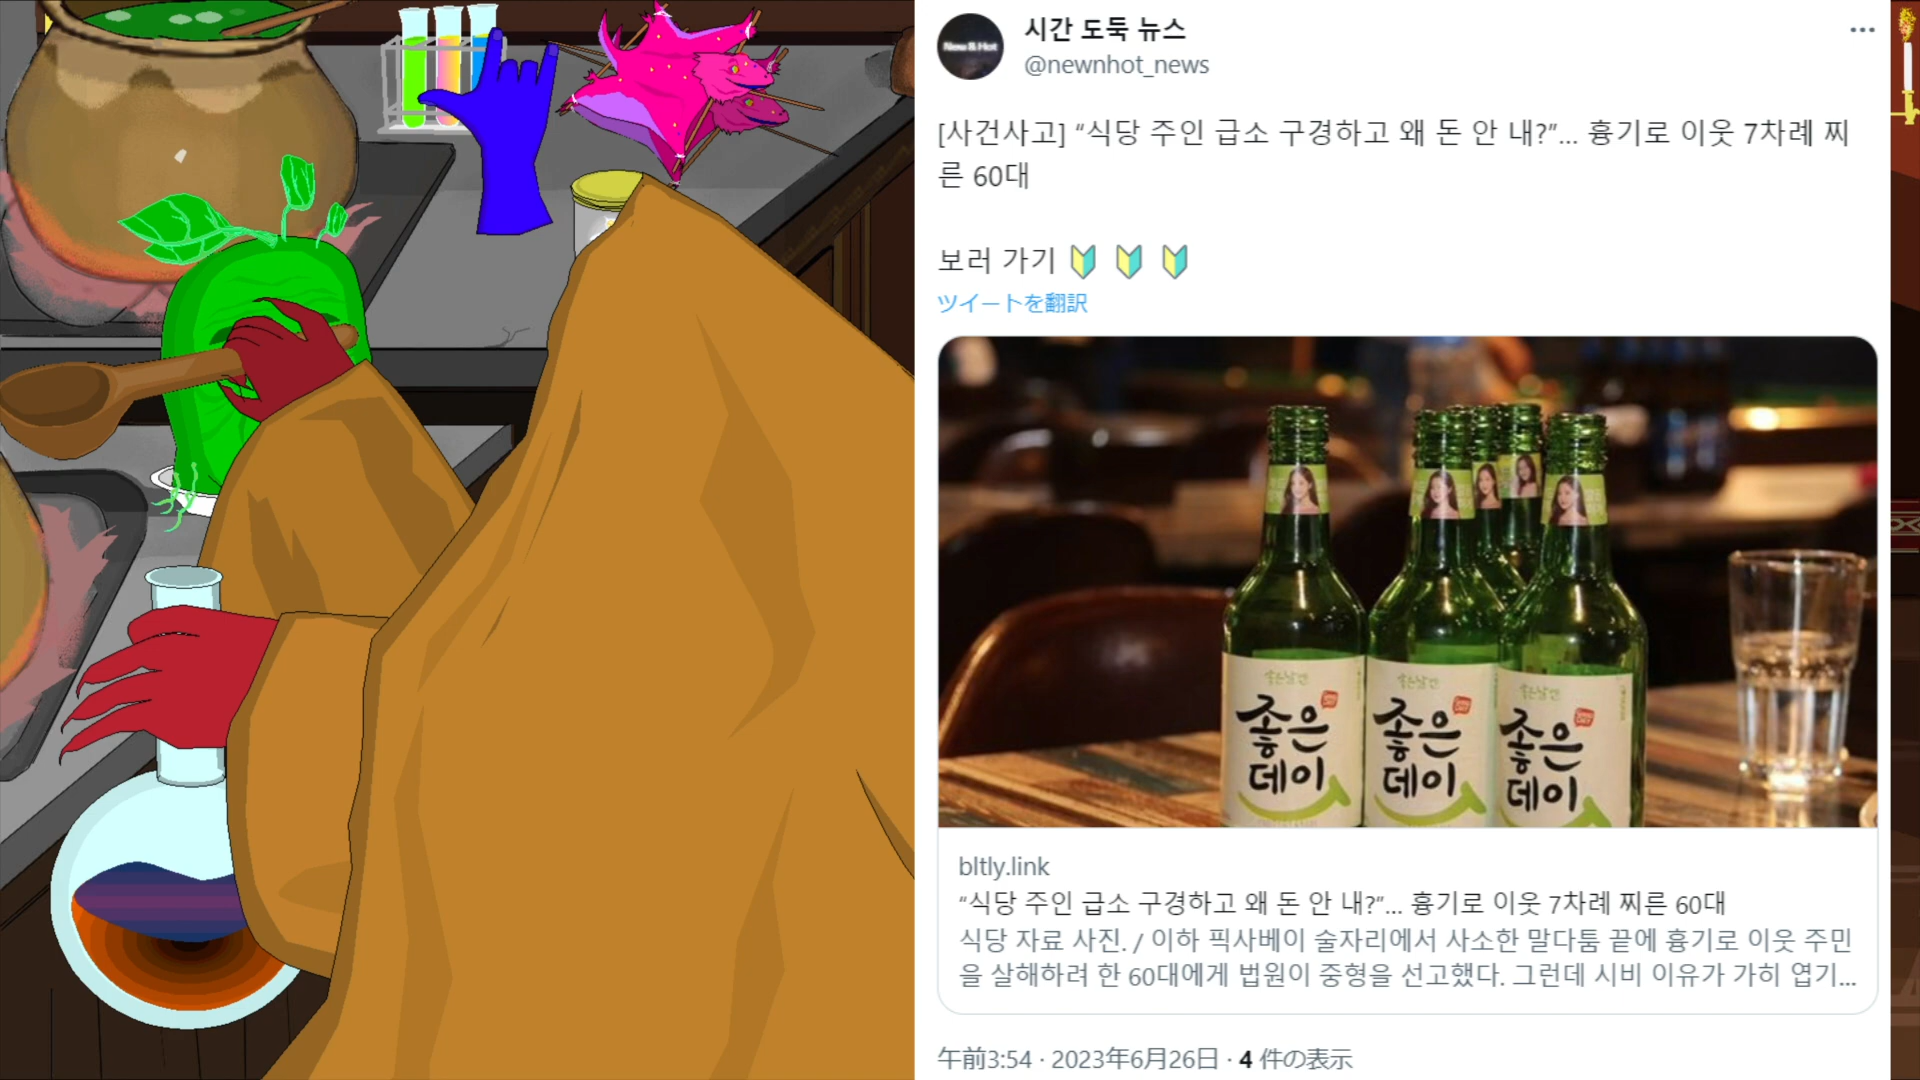 시간 도둑 뉴스
@newnhot_news
New & Hot
[사건사고] “식당 주인 급소 구경하고 왜 돈 안 내?”... 흉기로 이웃 7차례 찌
른 60대
보러 가기
ツイートを翻訳
좋은데이 좋은데이 좋은데이
bltly.link
“식당 주인 급소 구경하고 왜 돈 안 내?”... 흉기로 이웃 7차례 찌른 60대
식당 자료 사진. / 이하 픽사베이 술자리에서 사소한 말다툼 끝에 흉기로 이웃 주민
을 살해하려 한 60대에게 법원이 중형을 선고했다. 그런데 시비 이유가 가히 엽기...
午前3:54 · 2023年6月26日 · 4 件の表示